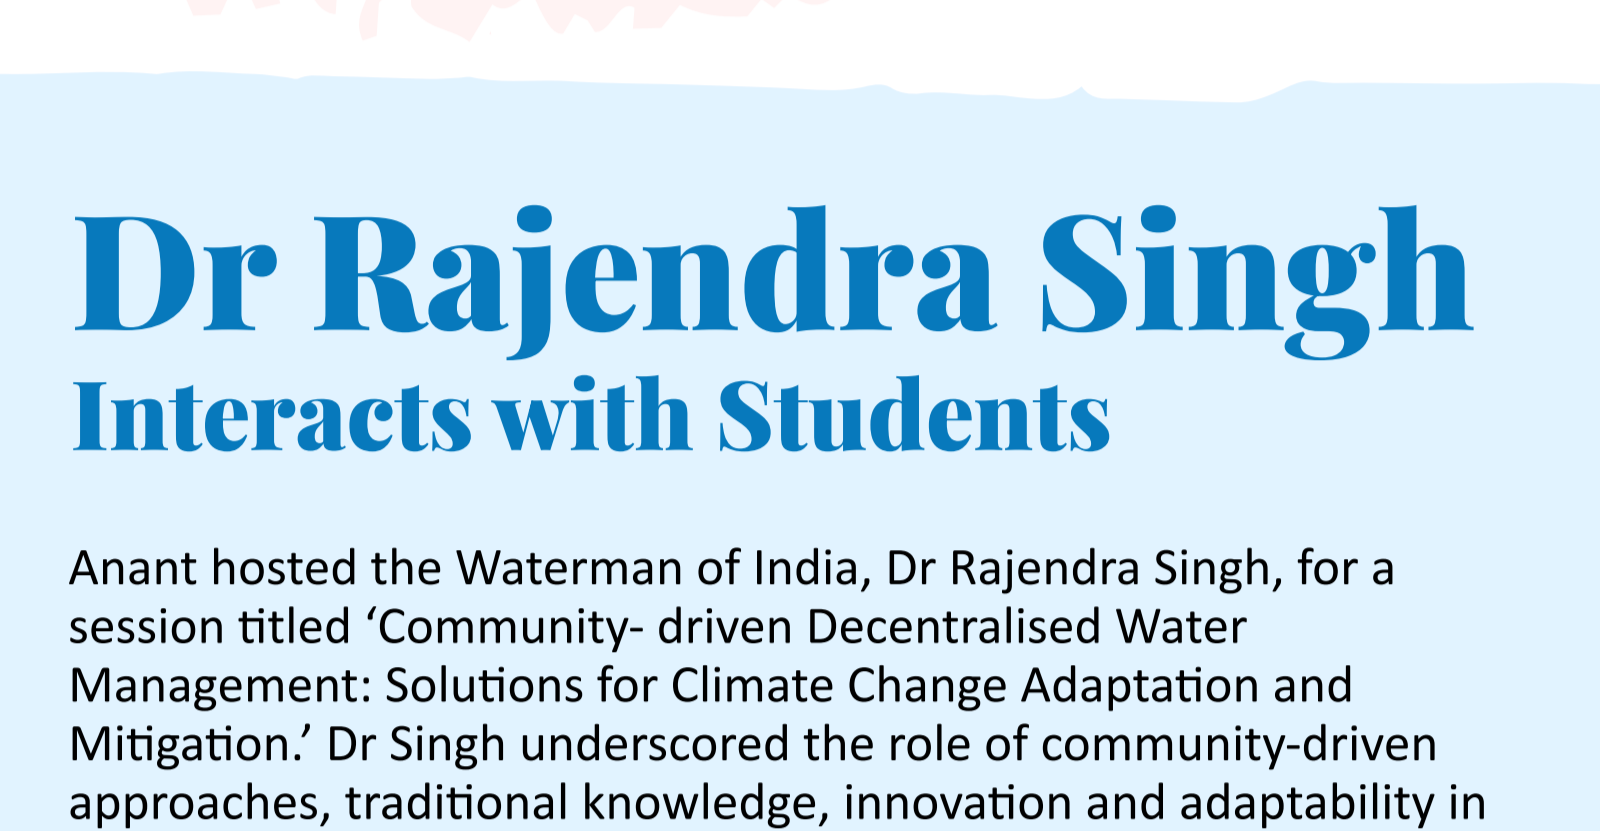 Dr Rajendra Singh
Interacts with Students
Anant hosted the Waterman of India, Dr Rajendra Singh, for a
session titled ‘Community- driven Decentralised Water
Management: Solutions for Climate Change Adaptation and
Mitigation.’ Dr Singh underscored the role of community-driven
approaches, traditional knowledge, innovation and adaptability in